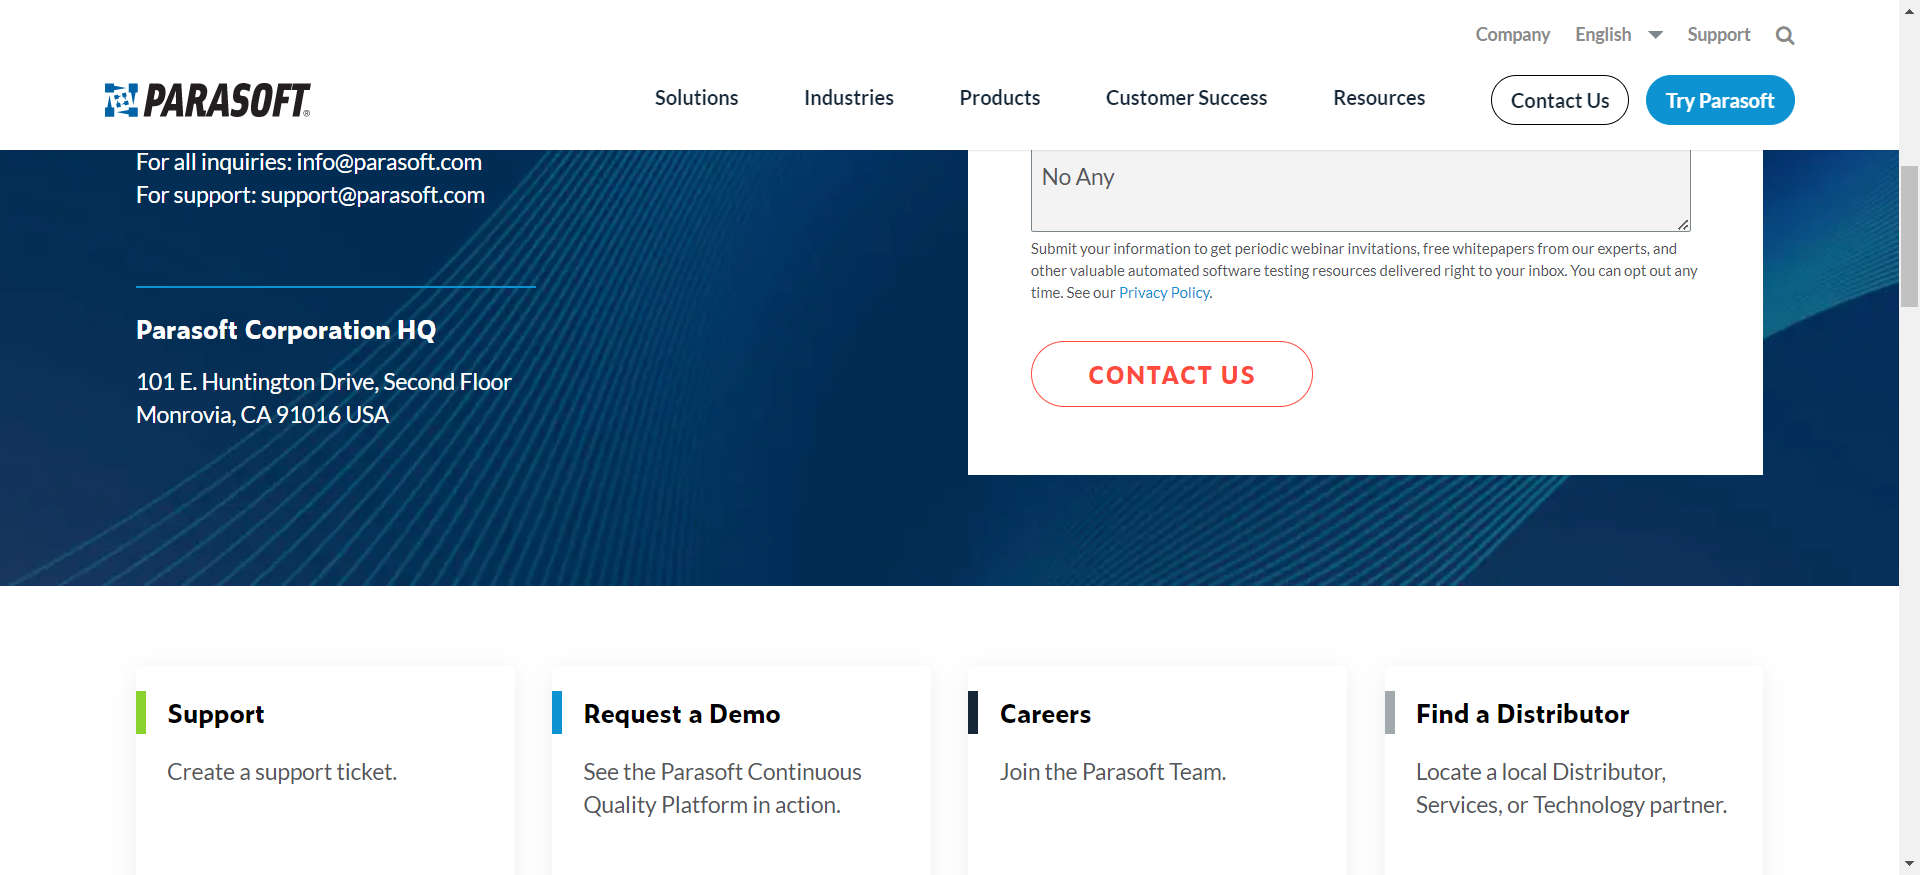 Company English Support
PARASOFT®
Solutions Industries Products Customer Success Resources Contact Us Try Parasoft
For all inquiries: info@parasoft.com
For support: support@parasoft.com
Parasoft Corporation HQ
101 E. Huntington Drive, Second Floor
Monrovia, CA 91016 USA
No Any
Submit your information to get periodic webinar invitations, free whitepapers from our experts, and
other valuable automated software testing resources delivered right to your inbox. You can opt out any
time. See our Privacy Policy.
CONTACT US
Support
Create a support ticket.
Request a Demo
See the Parasoft Continuous
Quality Platform in action.
Careers
Join the Parasoft Team.
Find a Distributor
Locate a local Distributor,
Services, or Technology partner.